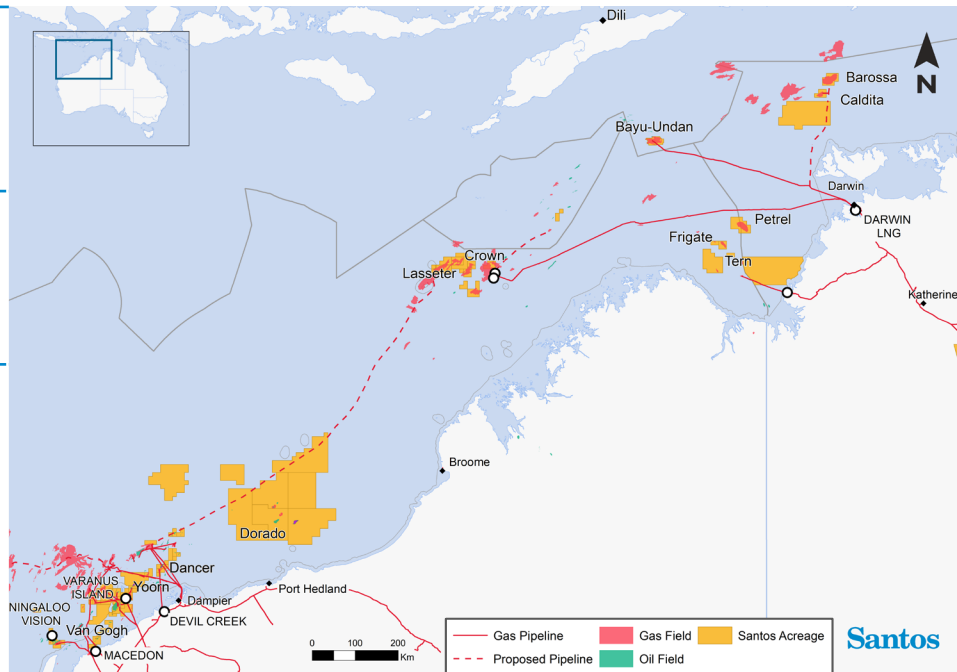 Dili
N
Barossa
Caldita
Bayu-Undan
Darwin
DARWIN
LNG
Petrel
Frigate
Tern
Crown
Lasseter
Katherine
Broome
Dorado
Dancer
VARANUS
ISLAND
Yoorn
NINGALOO
VISION
Van Gogh
Dampier
DEVIL CREEK
MACEDON
Port Hedland
0 100 200
Km
Gas Pipeline
Proposed Pipeline
Gas Field
Oil Field
Santos Acreage
Santos